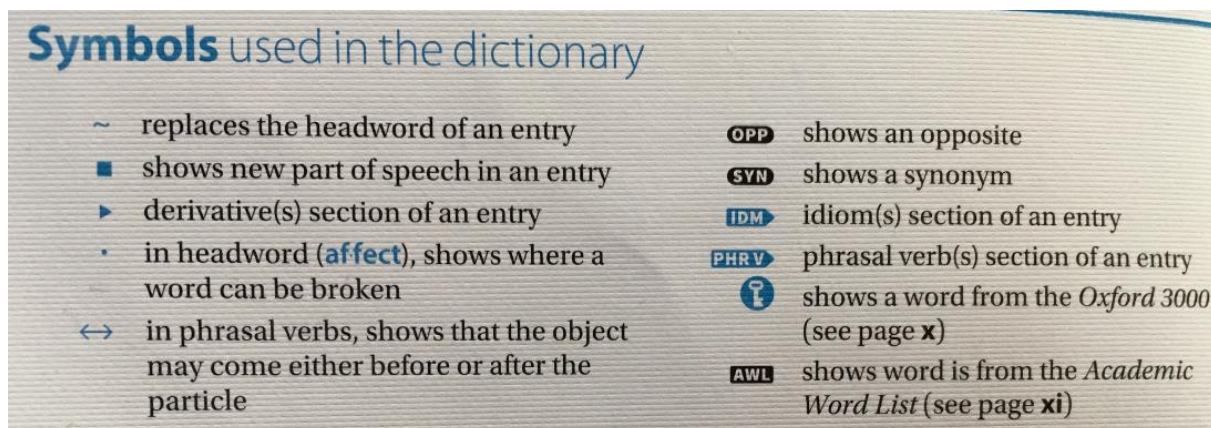 Symbols used in the dictionary
~ replaces the headword of an entry
■ shows new part of speech in an entry
▶ derivative(s) section of an entry
· in headword (af·fect), shows where a
word can be broken
↔ in phrasal verbs, shows that the object
may come either before or after the
particle
OPP shows an opposite
SYN shows a synonym
IDM idiom(s) section of an entry
PHR V phrasal verb(s) section of an entry
shows a word from the Oxford 3000
(see page x)
AWL shows word is from the Academic
Word List (see page xi)